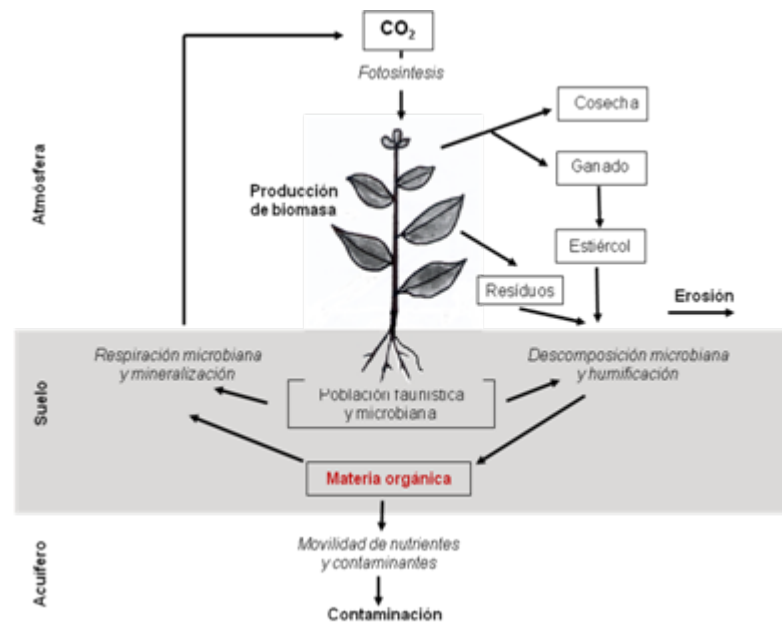 CO2
Fotosíntesis
Cosecha
Ganado
Producción
de biomasa
Estiércol
Resíduos
Erosión
Atmósfera
Respiración microbiana
y mineralización
Descomposición microbiana
y humificación
Población faunística
y microbiana
Suelo
Materia orgánica
Movilidad de nutrientes
y contaminantes
Acuífero
Contaminación